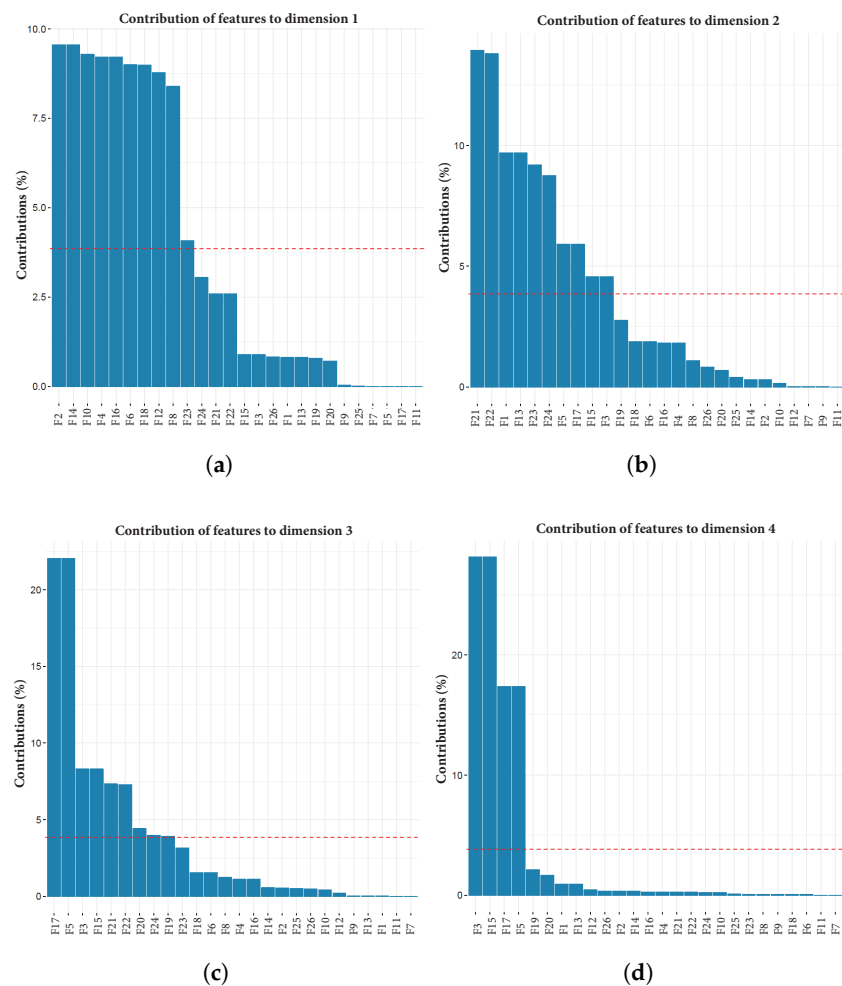 Contribution of features to dimension 1
Contributions (%)
10.0
7.5
5.0
2.5
0.0
F2 F14 F10 F4 F16 F6 F18 F12 F8 F23 F24 F21 F22 F15 F3 F26 F1 F13 F19 F20 F9 F25 F7 F5 F17 F11
(a)
Contribution of features to dimension 2
Contributions (%)
10
5
0
F21 F22 F1 F13 F23 F24 F5 F17 F15 F3 F19 F18 F6 F16 F4 F8 F26 F20 F25 F14 F2 F10 F12 F7 F9 F11
(b)
Contribution of features to dimension 3
Contributions (%)
20
15
10
5
0
F17 F5 F3 F15 F21 F22 F20 F24 F19 F23 F18 F6 F8 F4 F16 F14 F2 F25 F26 F10 F12 F9 F13 F1 F11 F7
(c)
Contribution of features to dimension 4
Contributions (%)
20
10
0
F3 F15 F17 F5 F19 F20 F1 F13 F12 F26 F2 F14 F16 F4 F21 F22 F24 F10 F25 F23 F8 F9 F18 F6 F11 F7
(d)